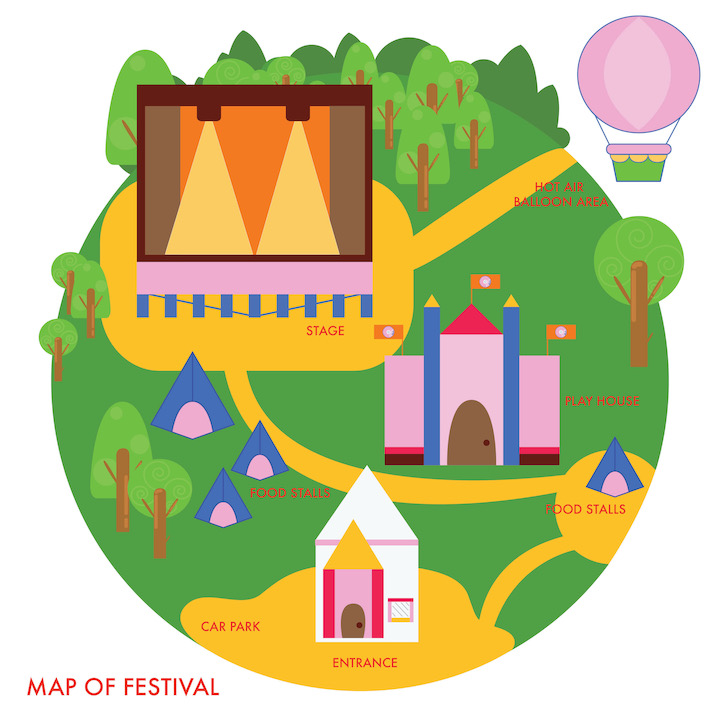 HOT AIR
BALLOON AREA
STAGE
PLAY HOUSE
FOOD STALLS
FOOD STALLS
CAR PARK
ENTRANCE
MAP OF FESTIVAL